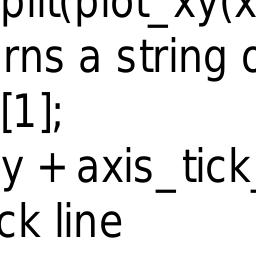 plit(plot_xy(x
rns a string o
[1];
y + axis_tick_
ck line